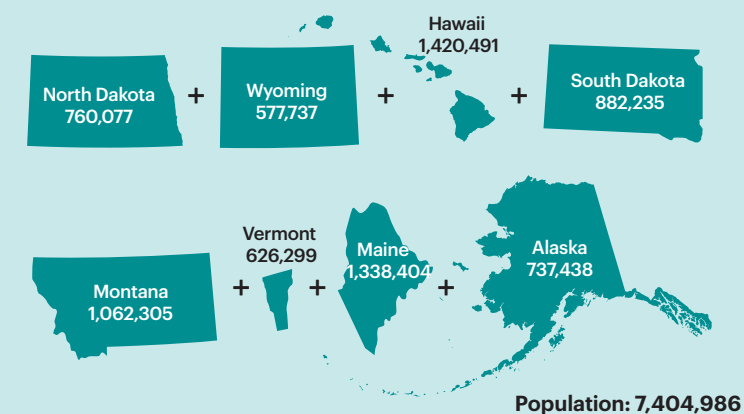 Hawaii
1,420,491
North Dakota
760,077
+
Wyoming
577,737
+
+
South Dakota
882,235
Montana
1,062,305
+
Vermont
626,299
+
Maine
1,338,404
+
Alaska
737,438
Population: 7,404,986